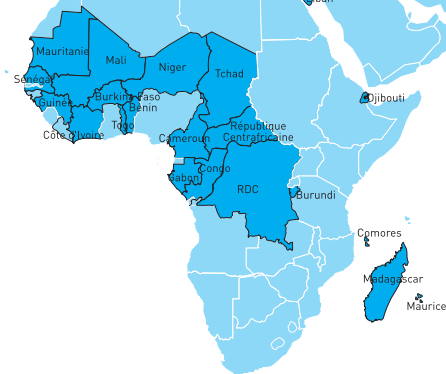 Mauritanie
Mali
Niger
Tchad
Sénégal
Djibouti
Burkina Faso
Guinée
Bénin
Togo
Côte d'Ivoire
République
Centrafricaine
Cameroun
Congo
Gabon
RDC
Burundi
Comores
Madagascar
Maurice